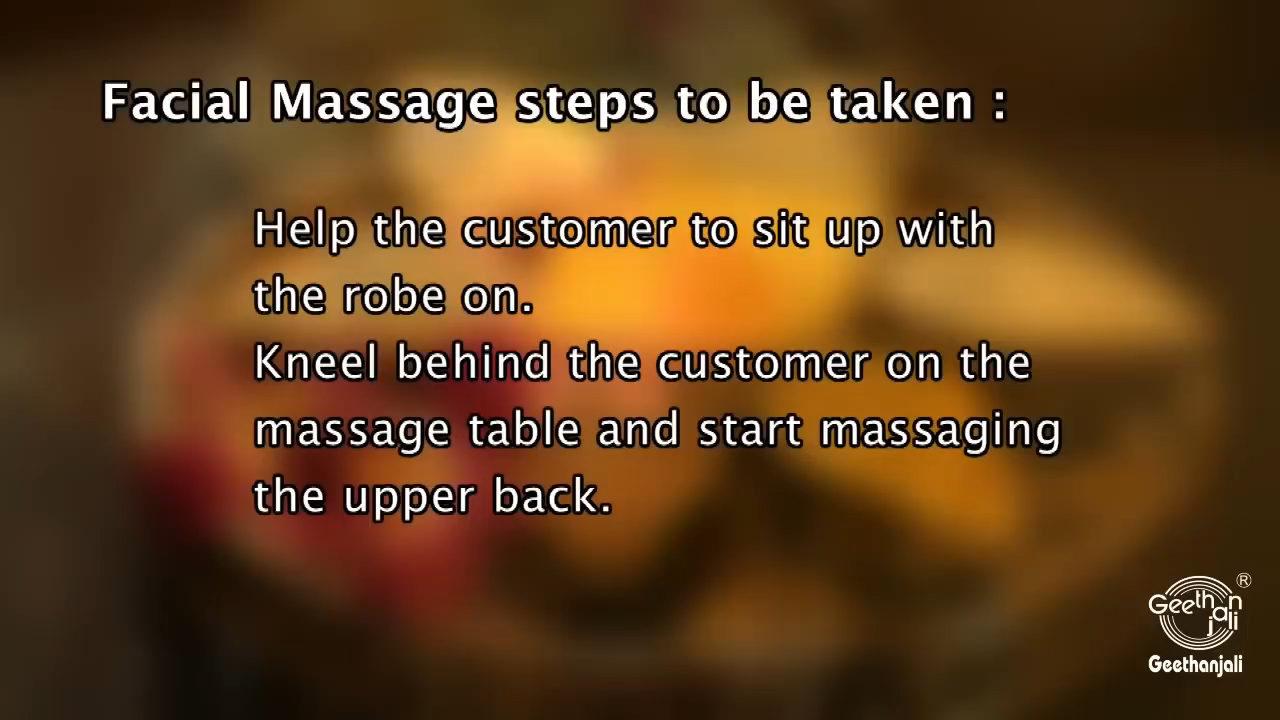 Facial Massage steps to be taken :
Help the customer to sit up with
the robe on.
Kneel behind the customer on the
massage table and start massaging
the upper back.
®
Geethanjali
Geethanjali